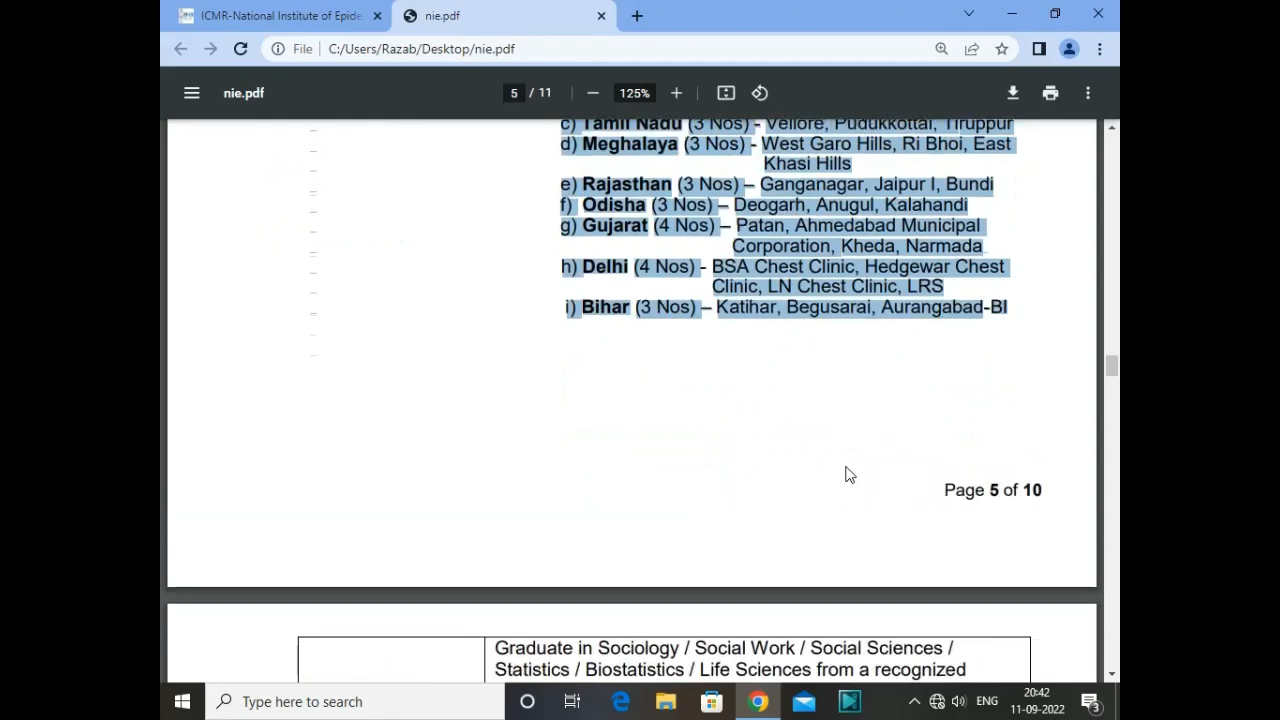 ICMR-National Institute of Epide
nie.pdf
File
C:/Users/Razab/Desktop/nie.pdf
nie.pdf
5 / 11
125%
c) Tamil Nadu (3 Nos) - Vellore, Pudukkottai, Tiruppur
d) Meghalaya (3 Nos) - West Garo Hills, Ri Bhoi, East
Khasi Hills
e) Rajasthan (3 Nos) – Ganganagar, Jaipur I, Bundi
f) Odisha (3 Nos) – Deogarh, Anugul, Kalahandi
g) Gujarat (4 Nos) – Patan, Ahmedabad Municipal
Corporation, Kheda, Narmada
h) Delhi (4 Nos) - BSA Chest Clinic, Hedgewar Chest
Clinic, LN Chest Clinic, LRS
i) Bihar (3 Nos) – Katihar, Begusarai, Aurangabad-BI
Page 5 of 10
Graduate in Sociology / Social Work / Social Sciences /
Statistics / Biostatistics / Life Sciences from a recognized
Type here to search
ENG
20:42
11-09-2022
3